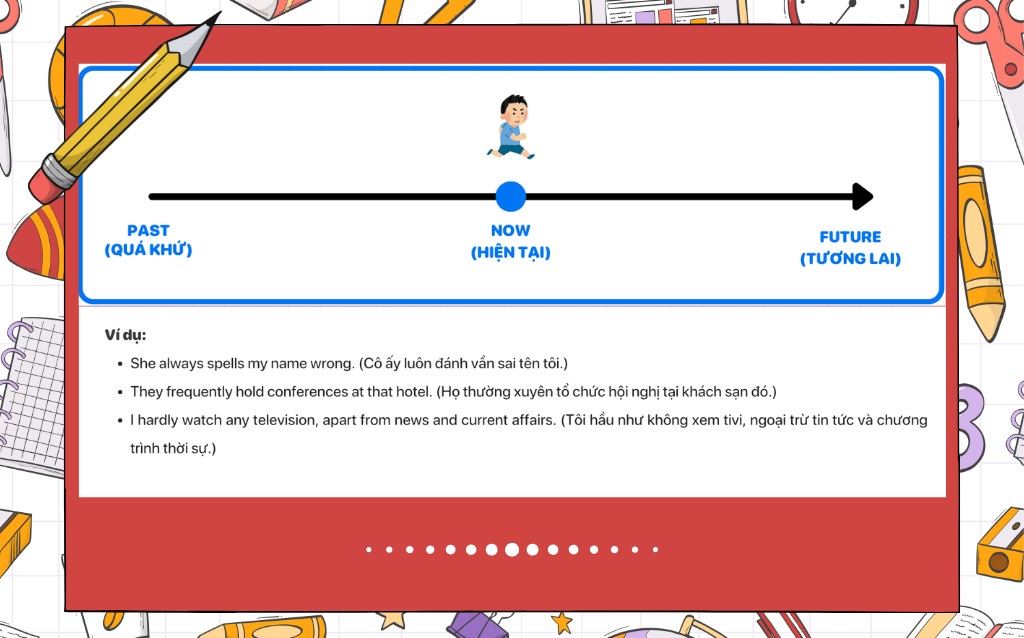 PAST
(QUÁ KHỨ)
NOW
(HIỆN TẠI)
FUTURE
(TƯƠNG LAI)
Ví dụ:
• She always spells my name wrong. (Cô ấy luôn đánh vần sai tên tôi.)
• They frequently hold conferences at that hotel. (Họ thường xuyên tổ chức hội nghị tại khách sạn đó.)
• I hardly watch any television, apart from news and current affairs. (Tôi hầu như không xem tivi, ngoại trừ tin tức và chương
trình thời sự.)
3